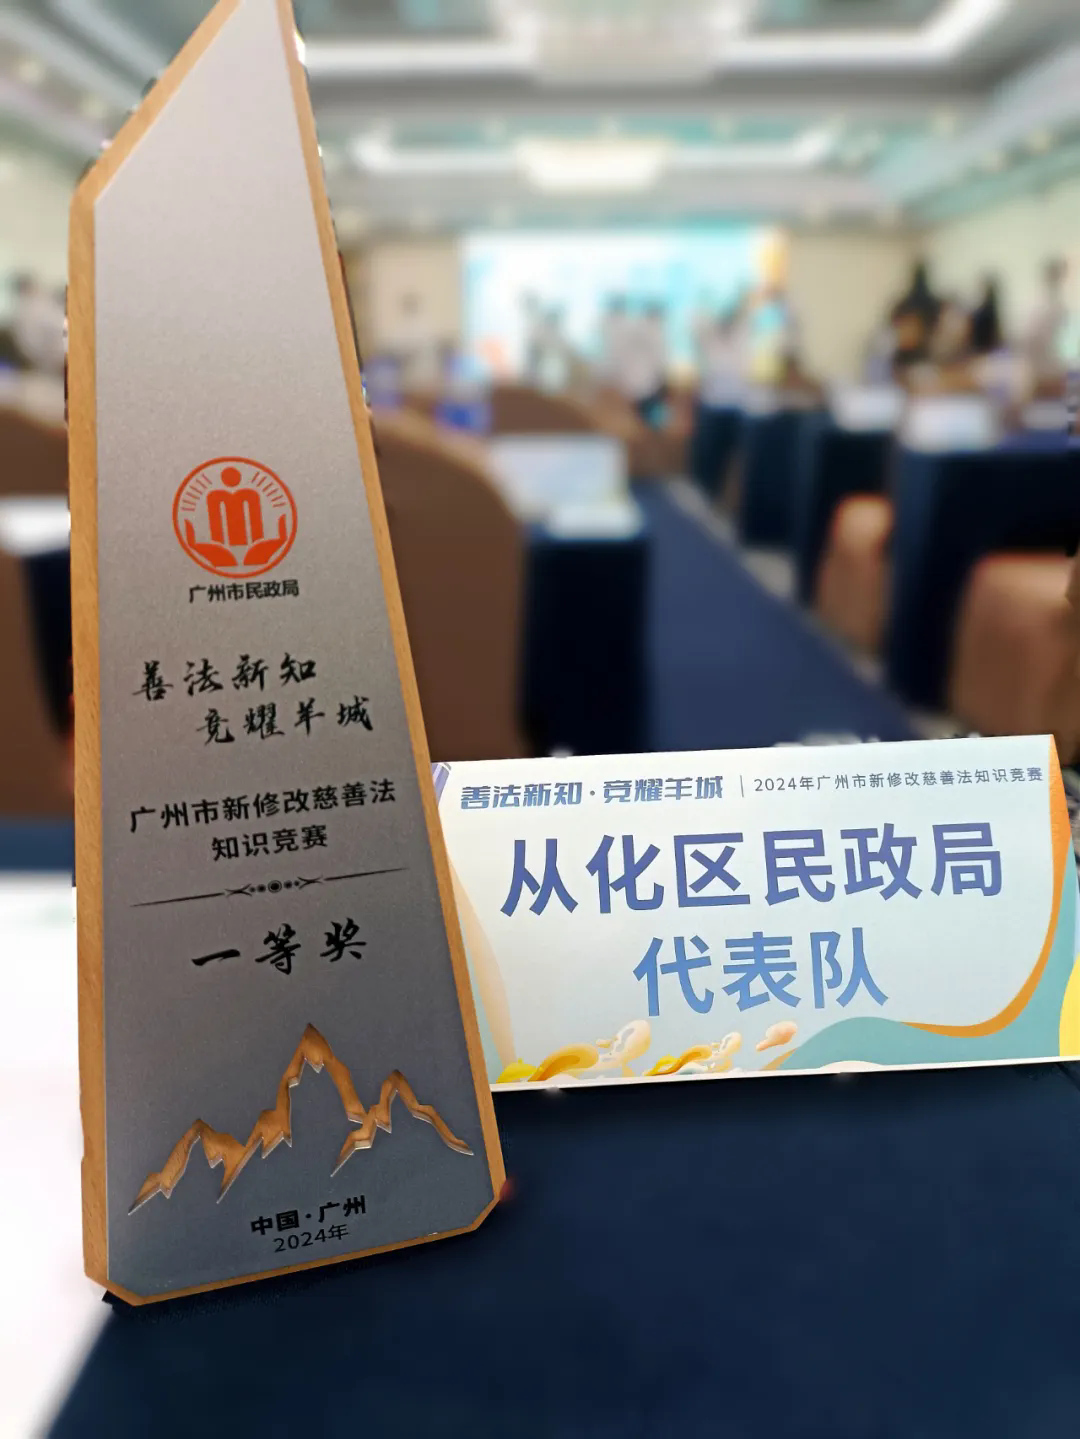 广州市民政局
善法新知
竞耀羊城
广州市新修改慈善法
知识竞赛
一等奖
中国·广州
2024年
善法新知·竞耀羊城 | 2024年广州市新修改慈善法知识竞赛
从化区民政局
代表队